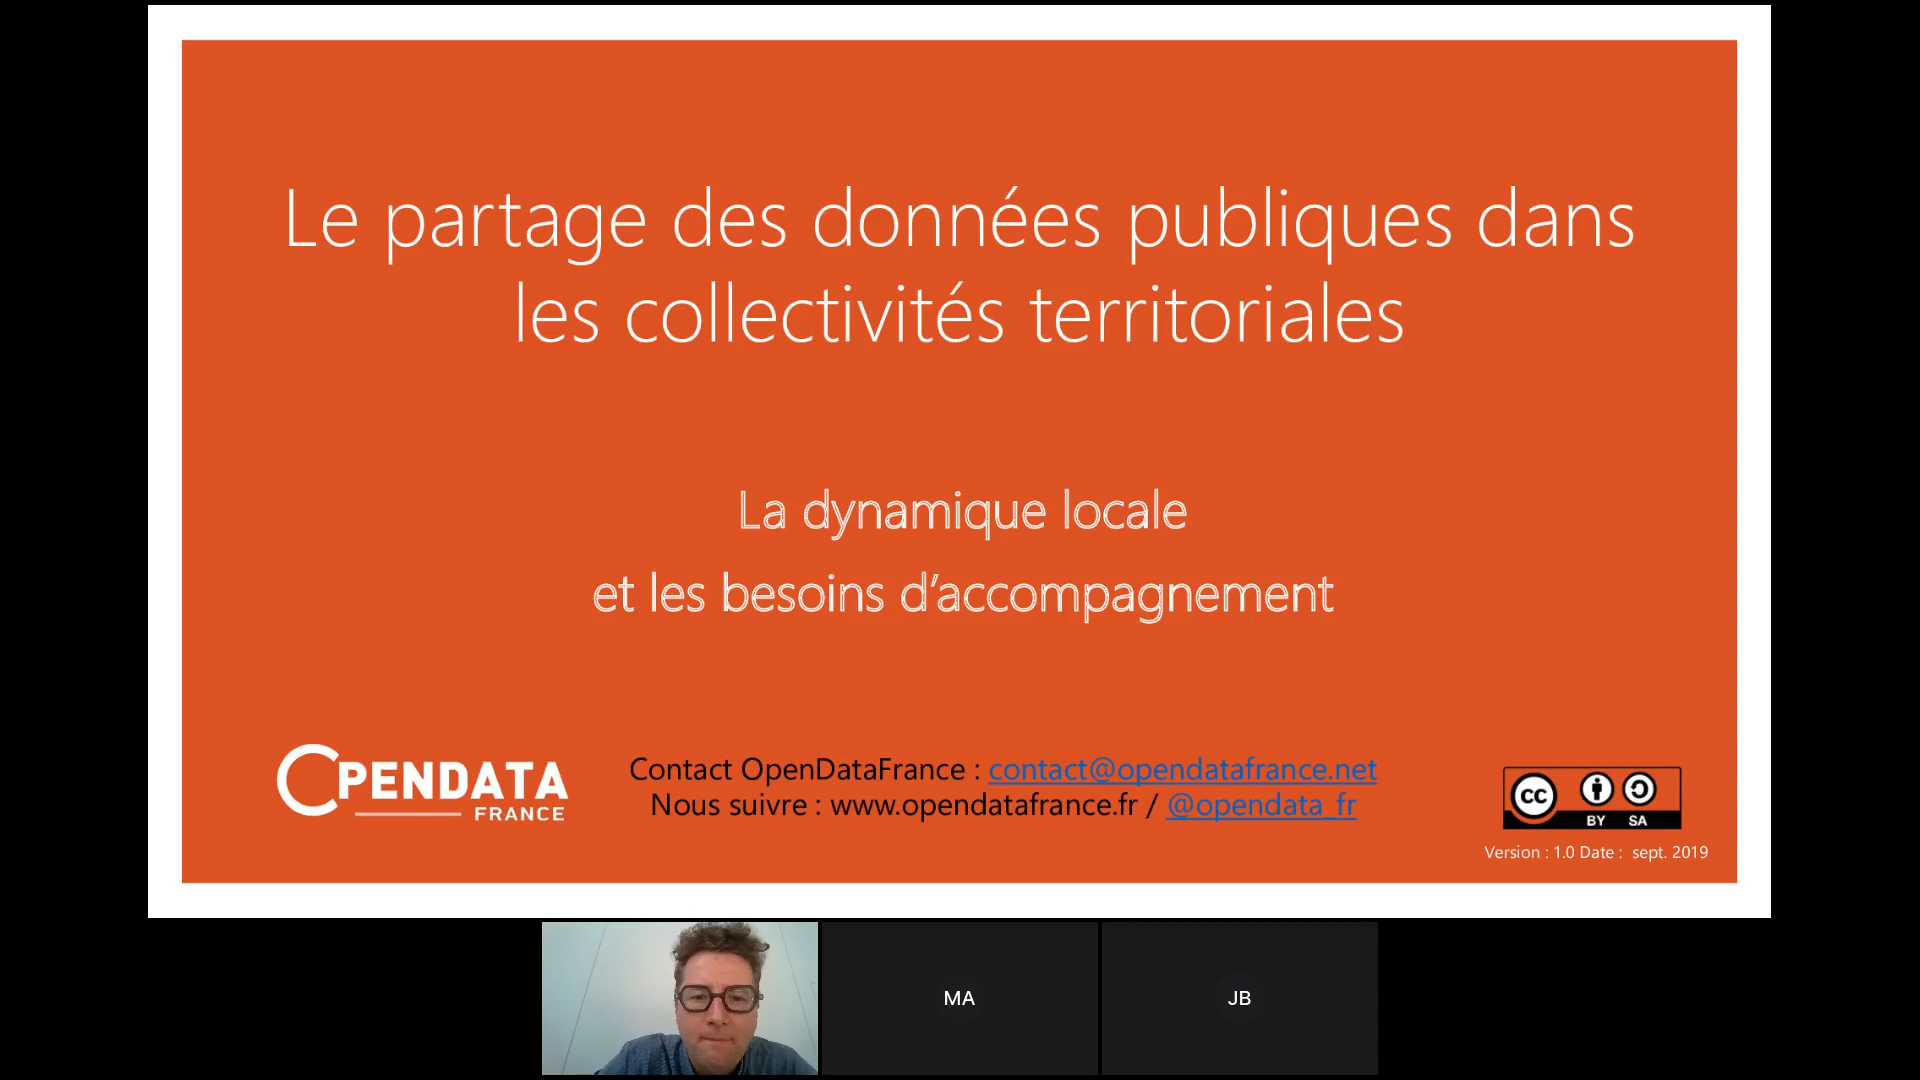 Le partage des données publiques dans
les collectivités territoriales
La dynamique locale
et les besoins d’accompagnement
OPENDATA
FRANCE
Contact OpenDataFrance : contact@opendatafrance.net
Nous suivre : www.opendatafrance.fr / @opendata_fr
CC BY SA
Version : 1.0 Date : sept. 2019
MA
JB